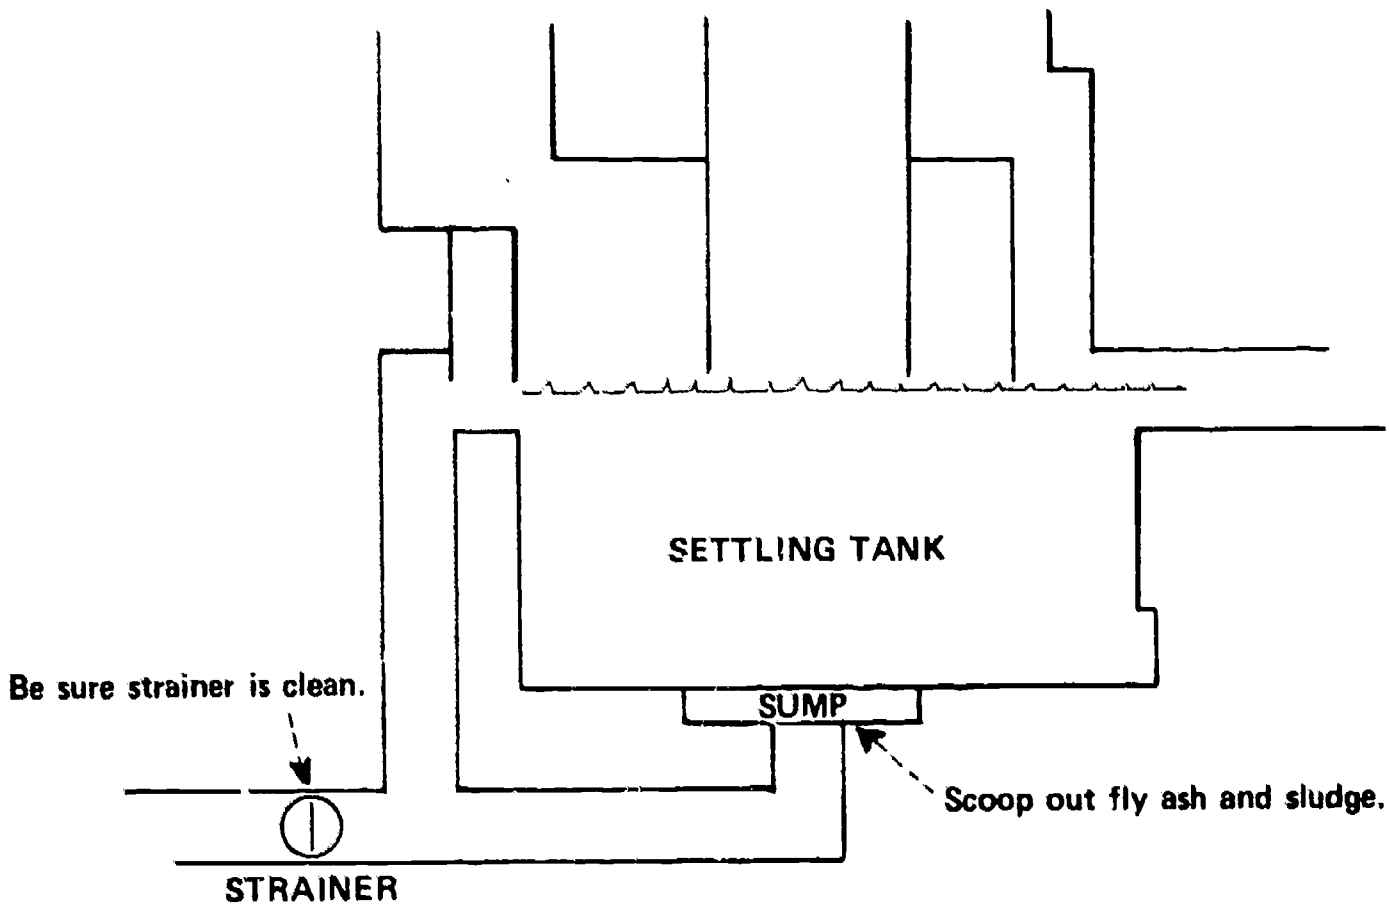 SETTLING TANK
Be sure strainer is clean.
SUMP
Scoop out fly ash and sludge.
STRAINER